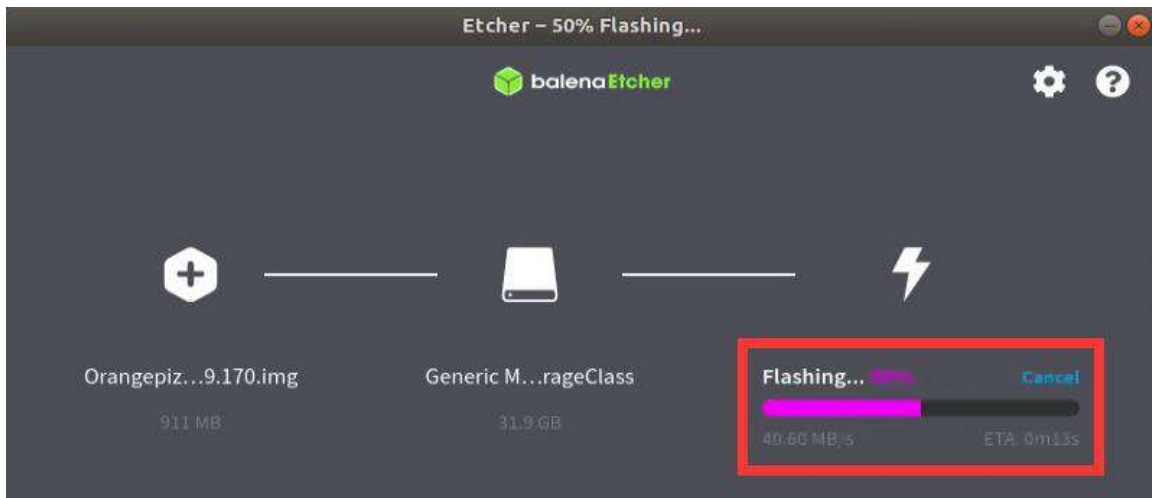 Etcher – 50% Flashing...
balenaEtcher
Orangepiz...9.170.img
Generic M...rageClass
Flashing... 50%
Cancel
911 MB
31.9 GB
40.60 MB/s
ETA: 0m13s